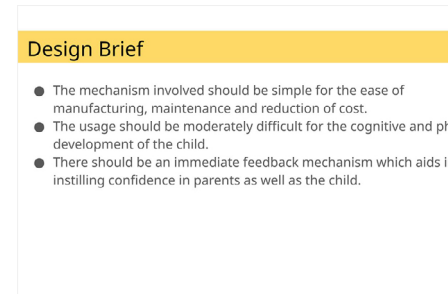 Design Brief
● The mechanism involved should be simple for the ease of
manufacturing, maintenance and reduction of cost.
● The usage should be moderately difficult for the cognitive and
development of the child.
● There should be an immediate feedback mechanism which aids
instilling confidence in parents as well as the child.